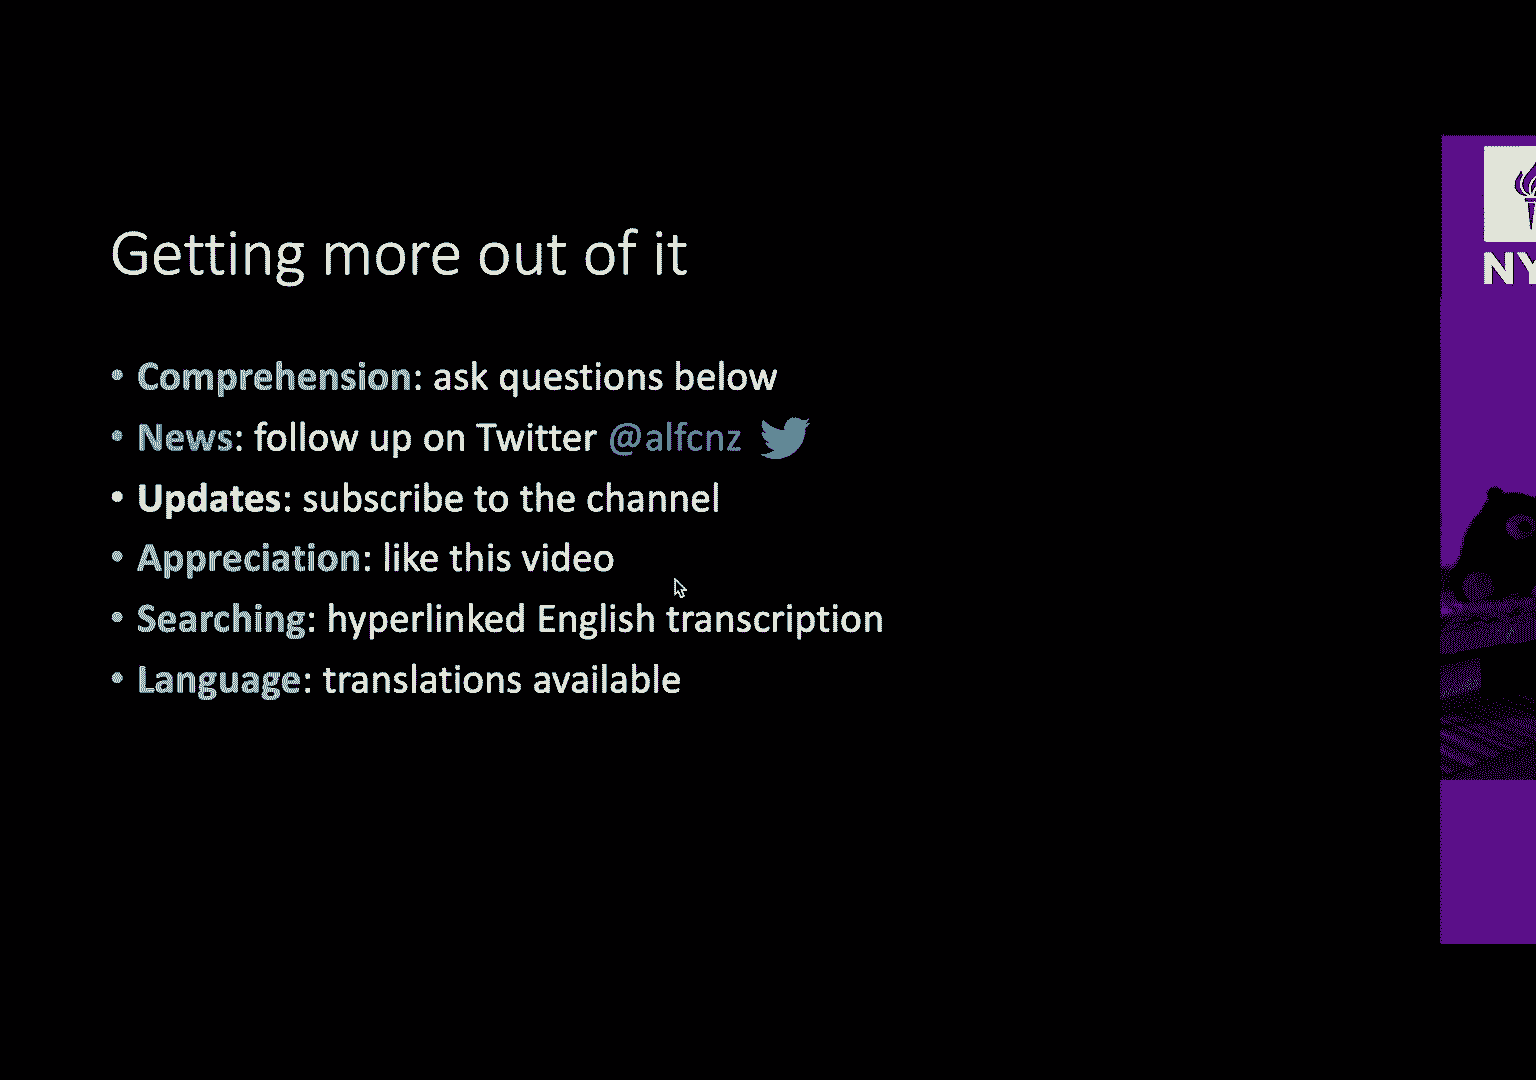 Getting more out of it
• Comprehension: ask questions below
• News: follow up on Twitter @alfcnz
• Updates: subscribe to the channel
• Appreciation: like this video
• Searching: hyperlinked English transcription
• Language: translations available
NY